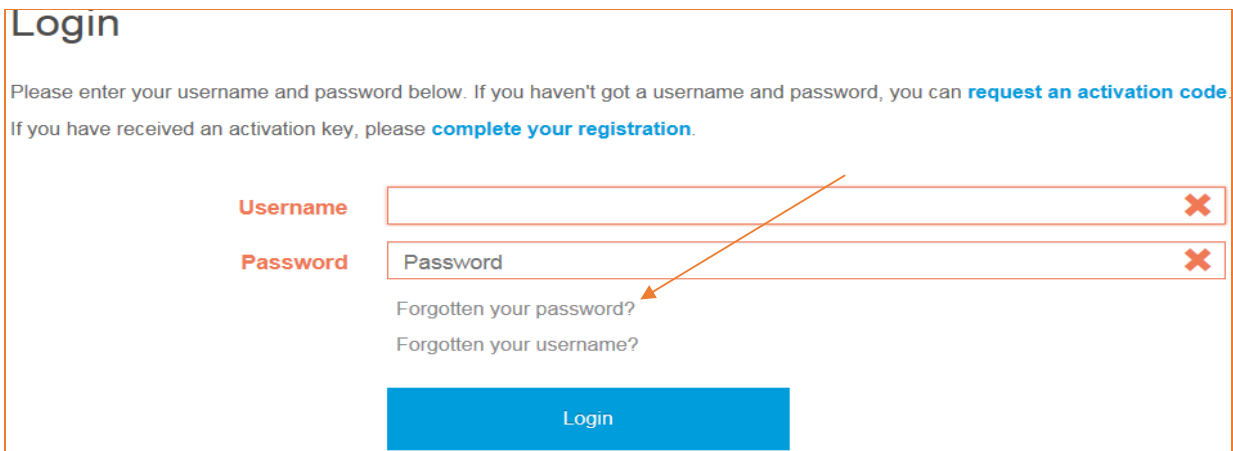 Login
Please enter your username and password below. If you haven't got a username and password, you can request an activation code.
If you have received an activation key, please complete your registration.
Username
Password Password
Forgotten your password?
Forgotten your username?
Login